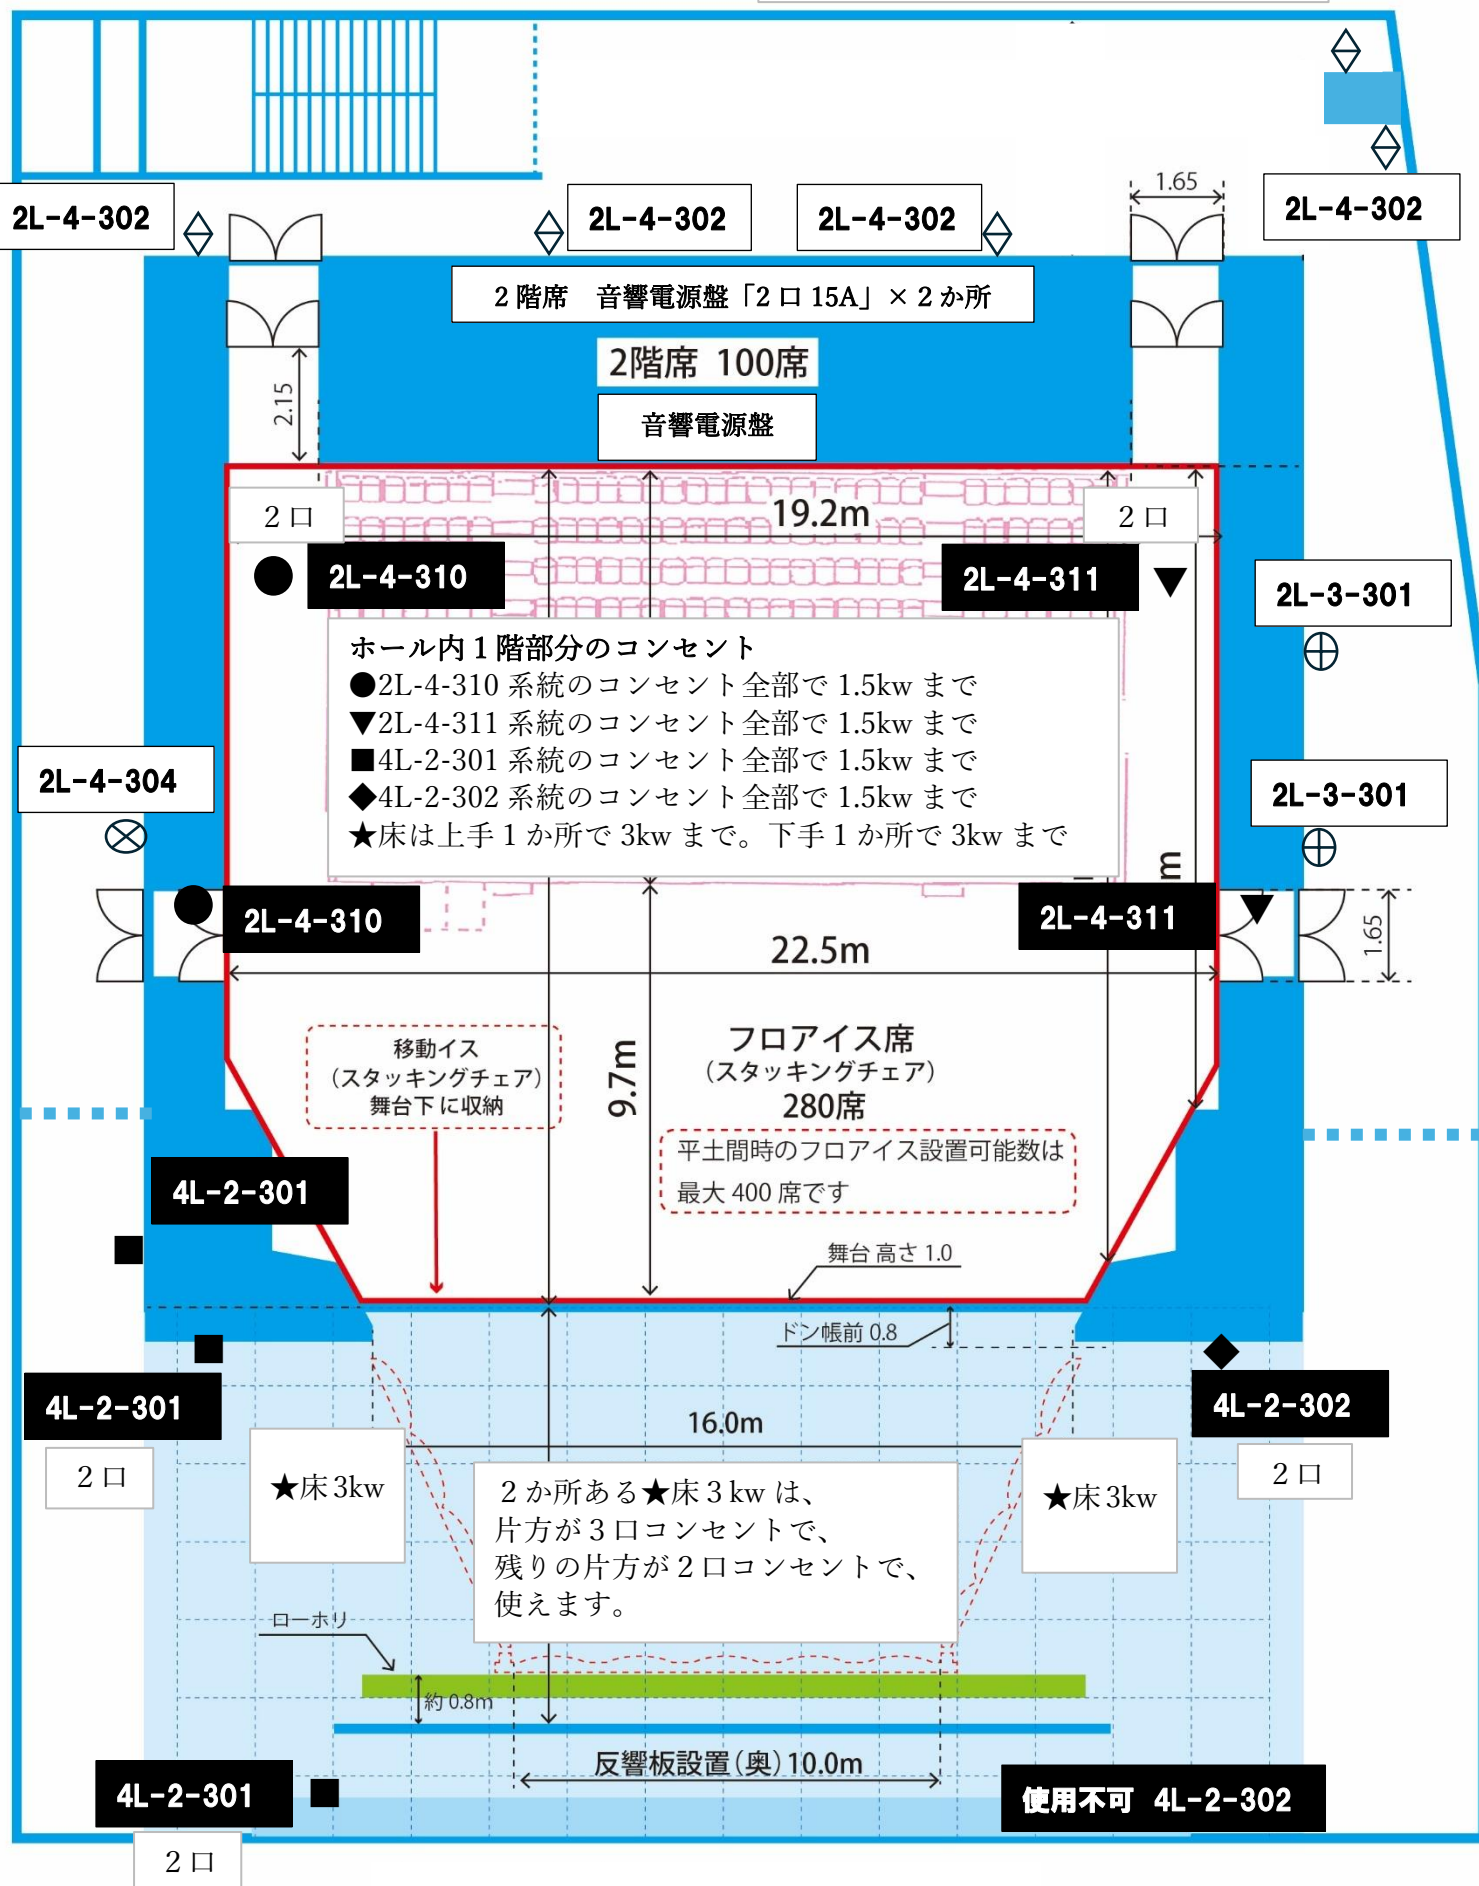 1.65
2L-4-302
2L-4-302
2L-4-302
2L-4-302
2階席　音響電源盤「2口 15A」×2か所
2階席 100席
2.15
音響電源盤
2口
19.2m
2口
●
2L-4-310
2L-4-311
▼
2L-3-301
ホール内1階部分のコンセント
●2L-4-310 系統のコンセント全部で 1.5kw まで
▼2L-4-311 系統のコンセント全部で 1.5kw まで
■4L-2-301 系統のコンセント全部で 1.5kw まで
◆4L-2-302 系統のコンセント全部で 1.5kw まで
★床は上手1か所で 3kw まで。下手1か所で 3kw まで
2L-4-304
2L-3-301
m
●
2L-4-310
2L-4-311
▼
1.65
22.5m
移動イス
(スタッキングチェア)
舞台下に収納
9.7m
フロアイス席
(スタッキングチェア)
280席
平土間時のフロアイス設置可能数は
最大 400 席です
4L-2-301
■
舞台 高さ 1.0
ドン帳前 0.8
■
◆
4L-2-301
4L-2-302
2口
2口
16.0m
★床3kw
★床3kw
2か所ある★床3kw は、
片方が3口コンセントで、
残りの片方が2口コンセントで、
使えます。
ローホリ
約 0.8m
反響板設置(奥)10.0m
4L-2-301
■
使用不可 4L-2-302
2口